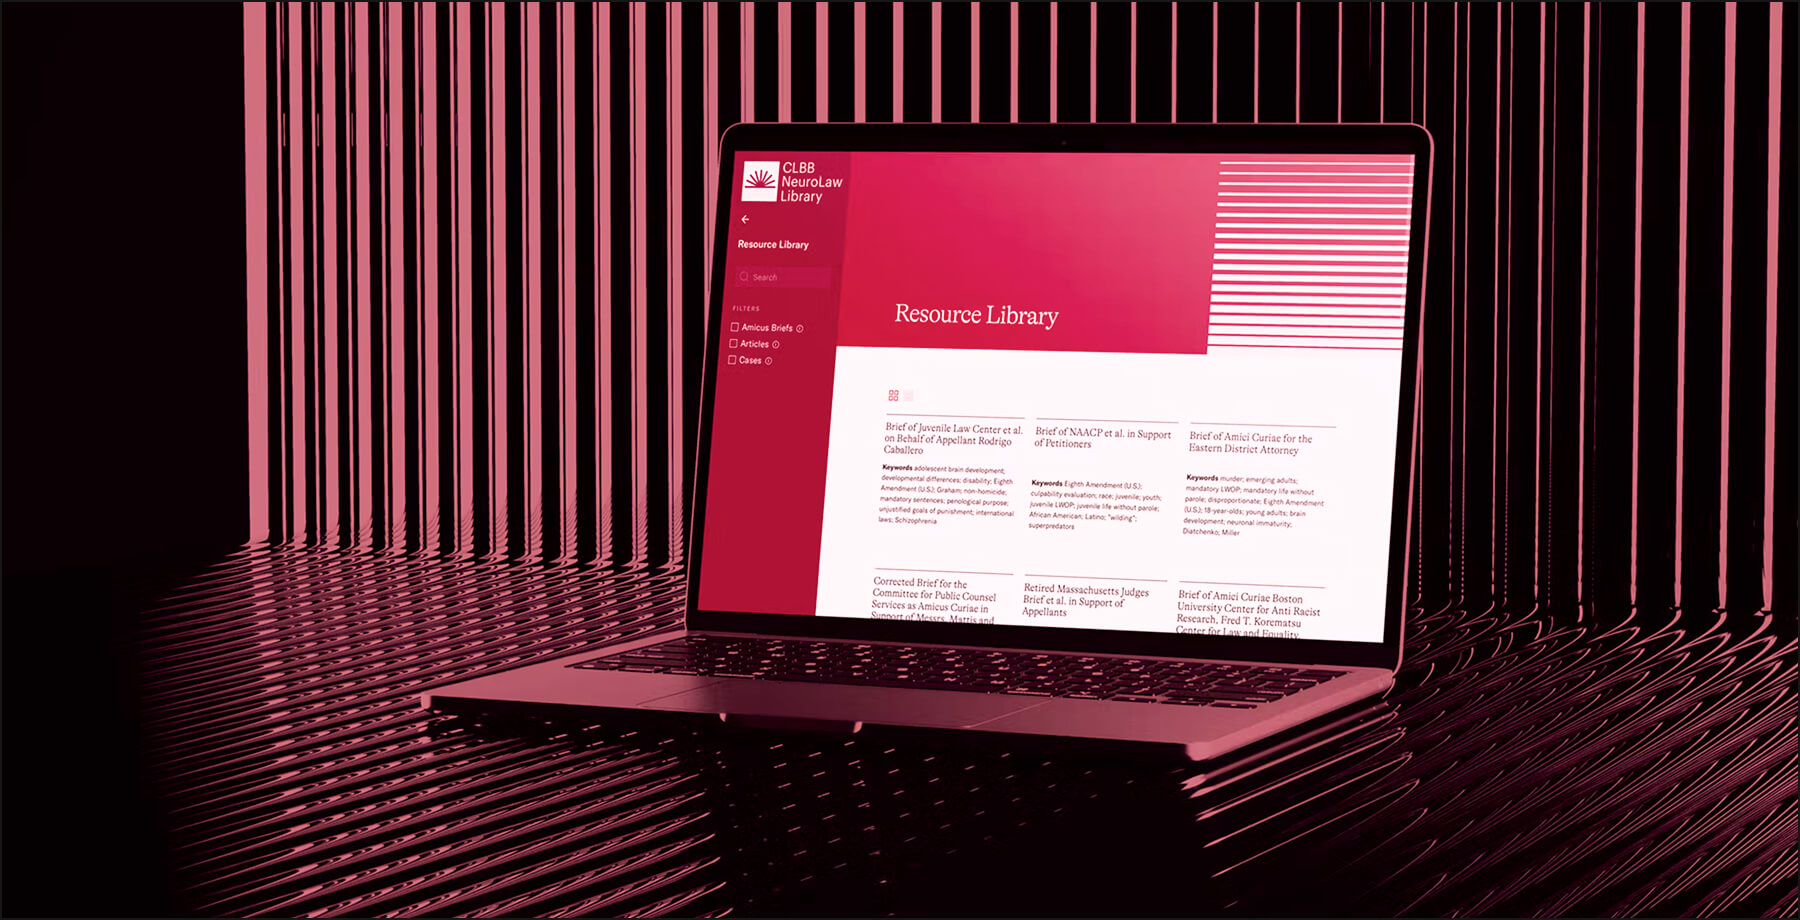 CLBB
NeuroLaw
Library
Resource Library
Search
FILTERS
Amicus Briefs
Articles
Cases
Resource Library
Brief of Juvenile Law Center et al.
on Behalf of Appellant Rodrigo
Caballero
Keywords adolescent brain development;
developmental differences; disability; Eighth
Amendment (U.S.); Graham; non-homicide;
mandatory sentences; penological purpose;
unjustified goals of punishment; international
laws; Schizophrenia
Brief of NAACP et al. in Support
of Petitioners
Keywords Eighth Amendment (U.S.);
culpability evaluation; race; juvenile; youth;
juvenile LWOP; juvenile life without parole;
African American; Latino; "wilding";
superpredators
Brief of Amici Curiae for the
Eastern District Attorney
Keywords murder; emerging adults;
mandatory LWOP; mandatory life without
parole; disproportionate; Eighth Amendment
(U.S.); 18-year-olds; young adults; brain
development; neuronal immaturity;
Diatchenko; Miller
Corrected Brief for the
Committee for Public Counsel
Services as Amicus Curiae in
Support of Messrs. Mattis and
Retired Massachusetts Judges
Brief et al. in Support of
Appellants
Brief of Amici Curiae Boston
University Center for Anti Racist
Research, Fred T. Korematsu
Center for Law and Equality,